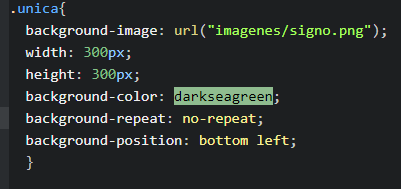 .unica{
background-image: url("imagenes/signo.png");
width: 300px;
height: 300px;
background-color: darkseagreen;
background-repeat: no-repeat;
background-position: bottom left;
}